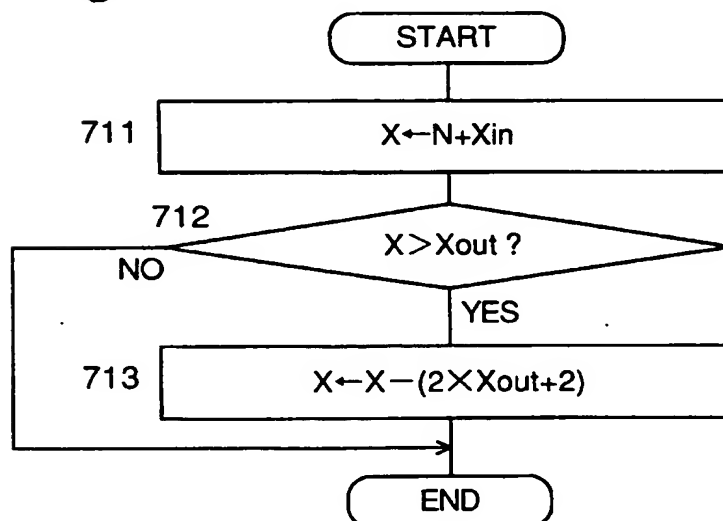 START
711
X←N+Xin
712
X>Xout ?
NO
YES
713
X←X-(2×Xout+2)
END